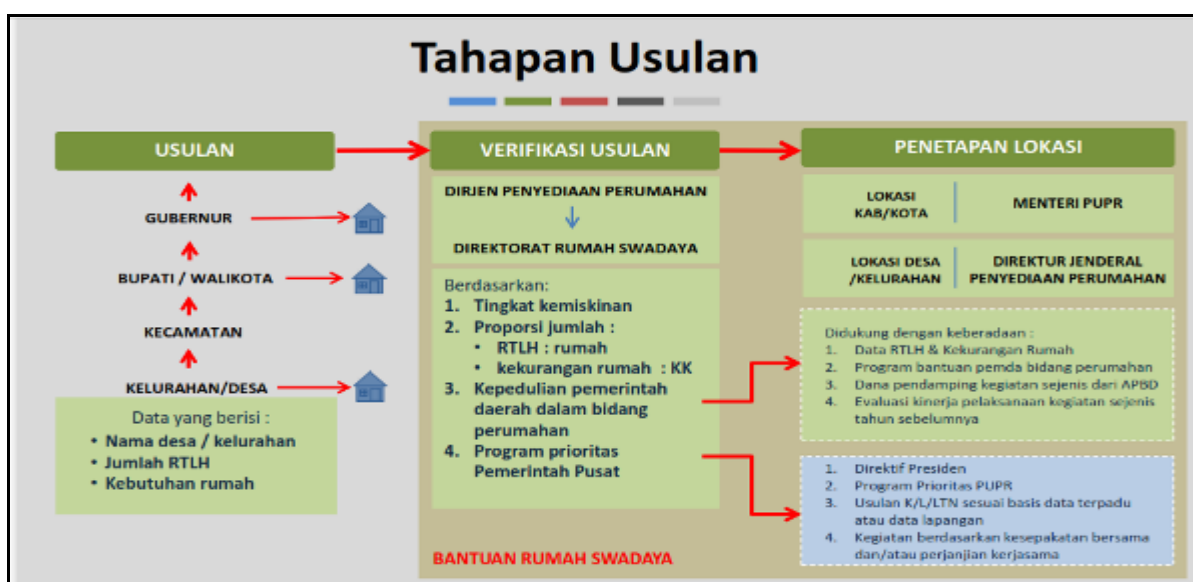 Tahapan Usulan
USULAN
GUBERNUR
BUPATI / WALIKOTA
KECAMATAN
KELURAHAN/DESA
Data yang berisi :
• Nama desa / kelurahan
• Jumlah RTLH
• Kebutuhan rumah
VERIFIKASI USULAN
DIRJEN PENYEDIAAN PERUMAHAN
DIREKTORAT RUMAH SWADAYA
Berdasarkan:
1. Tingkat kemiskinan
2. Proporsi jumlah :
• RTLH : rumah
• kekurangan rumah : KK
3. Kepedulian pemerintah
daerah dalam bidang
perumahan
4. Program prioritas
Pemerintah Pusat
BANTUAN RUMAH SWADAYA
PENETAPAN LOKASI
LOKASI
KAB/KOTA
MENTERI PUPR
LOKASI DESA
/KELURAHAN
DIREKTUR JENDERAL
PENYEDIAAN PERUMAHAN
Didukung dengan keberadaan :
1. Data RTLH & Kekurangan Rumah
2. Program bantuan pemda bidang perumahan
3. Dana pendamping kegiatan sejenis dari APBD
4. Evaluasi kinerja pelaksanaan kegiatan sejenis
tahun sebelumnya
1. Direktif Presiden
2. Program Prioritas PUPR
3. Usulan K/L/LTN sesuai basis data terpadu
atau data lapangan
4. Kegiatan berdasarkan kesepakatan bersama
dan/atau perjanjian kerjasama